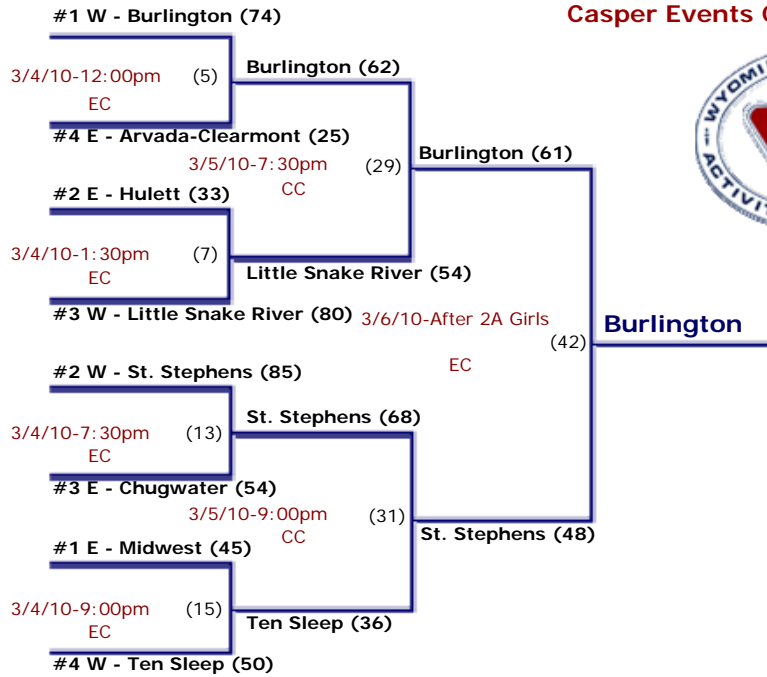 #1 W - Burlington (74)
Casper Events
3/4/10-12:00pm
(5)
EC
Burlington (62)
#4 E - Arvada-Clearmont (25)
3/5/10-7:30pm
(29)
CC
Burlington (61)
#2 E - Hulett (33)
3/4/10-1:30pm
(7)
EC
Little Snake River (54)
#3 W - Little Snake River (80)
3/6/10-After 2A Girls
(42)
EC
Burlington
#2 W - St. Stephens (85)
3/4/10-7:30pm
(13)
EC
St. Stephens (68)
#3 E - Chugwater (54)
3/5/10-9:00pm
(31)
CC
St. Stephens (48)
#1 E - Midwest (45)
3/4/10-9:00pm
(15)
EC
Ten Sleep (36)
#4 W - Ten Sleep (50)